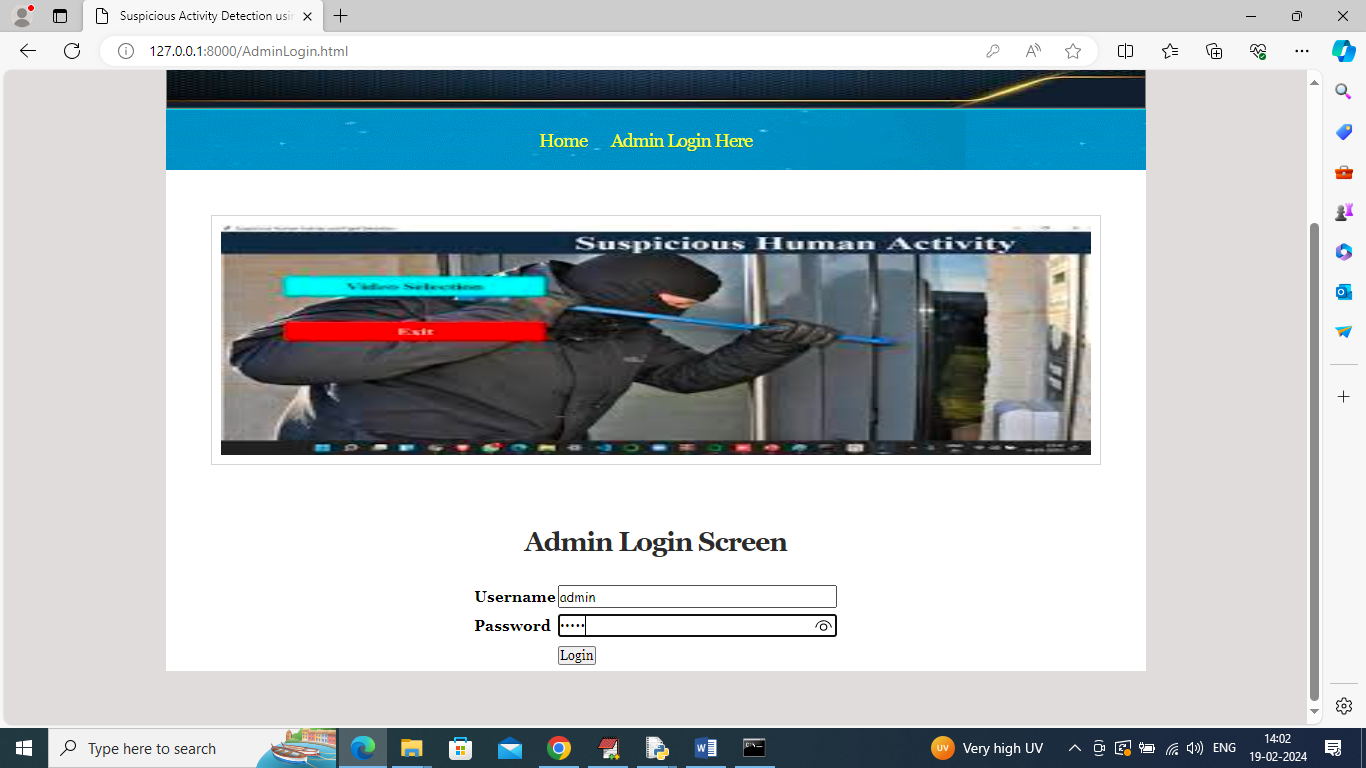 Suspicious Activity Detection usin
127.0.0.1:8000/AdminLogin.html
Home Admin Login Here
Suspicious Human Activity
Video Selection
Exit
Admin Login Screen
Username admin
Password •••••
Login
Type here to search
UV Very high UV ENG 14:02
19-02-2024